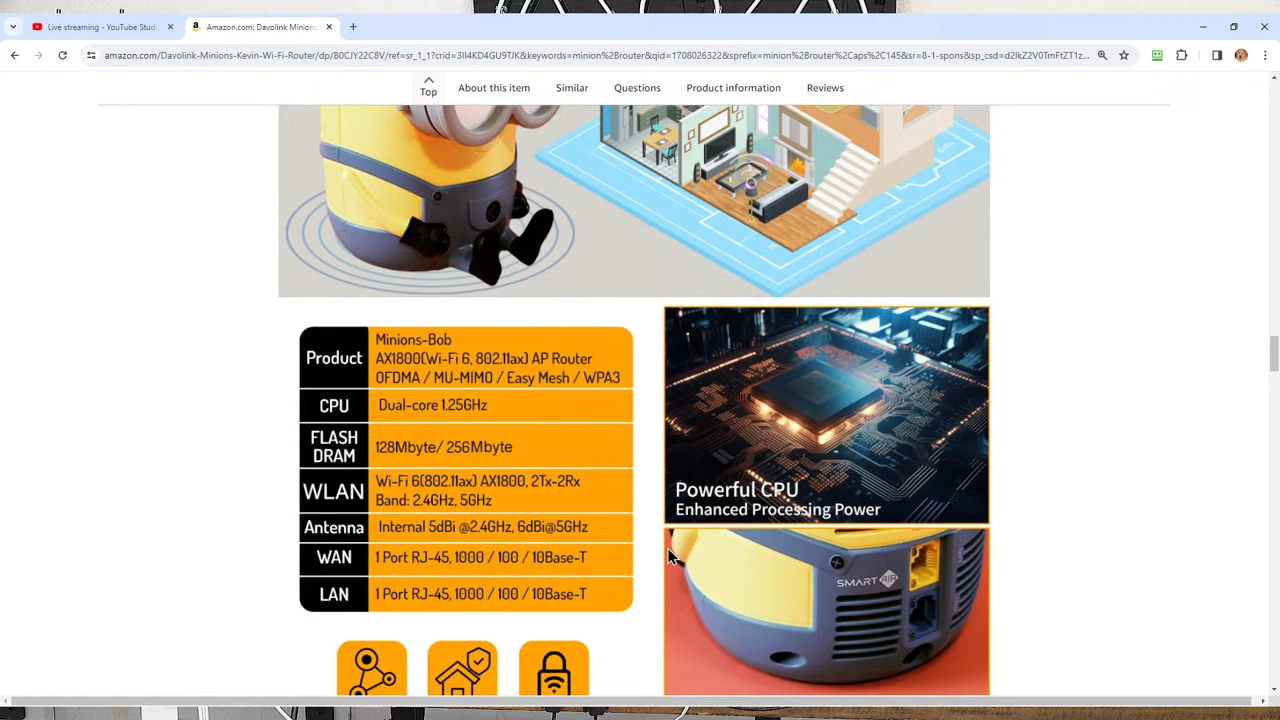 Live streaming - YouTube Studi
Amazon.com: Davolink Minions
amazon.com/Davolink-Minions-Kevin-Wi-Fi-Router/dp/B0CJY22C8V/ref=sr_1_1?crid=3II4KD4GU9TJK&keywords=minion%2Brouter&qid=1708026322&sprefix=minion%2Brouter%2Caps%2C145&sr=8-1-spons&sp_csd=d2lkZ2V0TmFtZT1z...
Top
About this item
Similar
Questions
Product information
Reviews
Product
Minions-Bob
AX1800(Wi-Fi 6, 802.11ax) AP Router
OFDMA / MU-MIMO / Easy Mesh / WPA3
CPU
Dual-core 1.25GHz
FLASH
DRAM
128Mbyte/ 256Mbyte
WLAN
Wi-Fi 6(802.11ax) AX1800, 2Tx-2Rx
Band: 2.4GHz, 5GHz
Antenna
Internal 5dBi @2.4GHz, 6dBi@5GHz
WAN
1 Port RJ-45, 1000 / 100 / 10Base-T
LAN
1 Port RJ-45, 1000 / 100 / 10Base-T
Powerful CPU
Enhanced Processing Power
SMART AIR